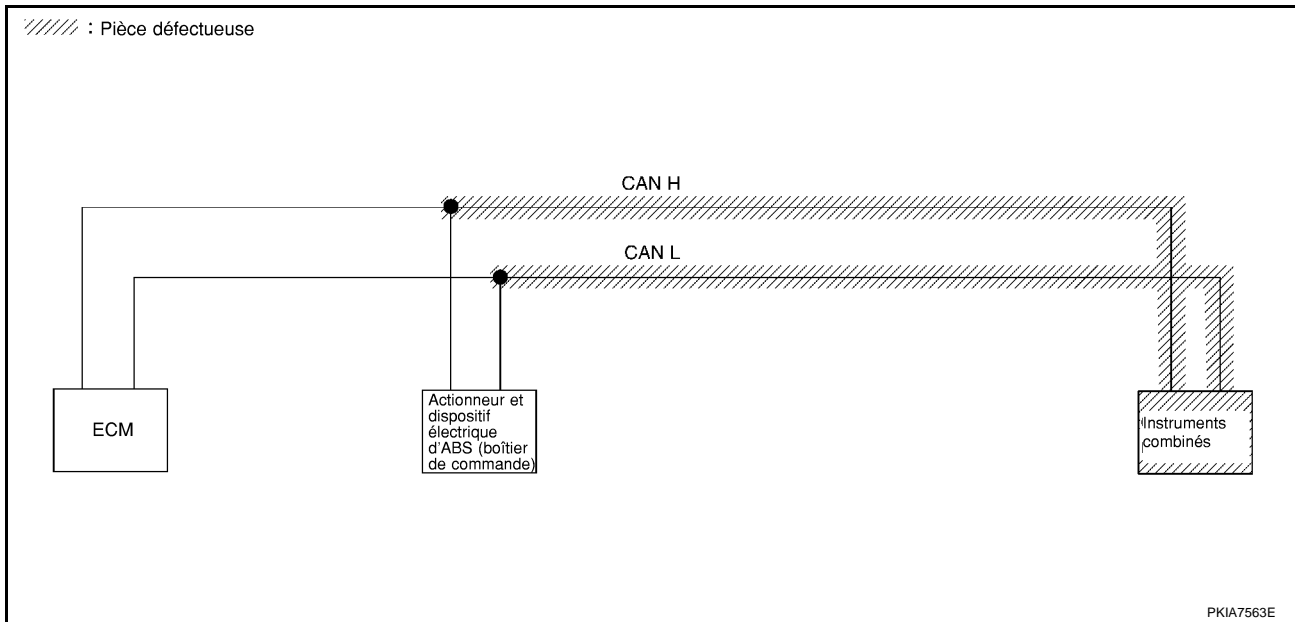 : Pièce défectueuse
CAN H
CAN L
ECM
Actionneur et
dispositif
électrique
d'ABS (boîtier
de commande)
Instruments
combinés
PKIA7563E